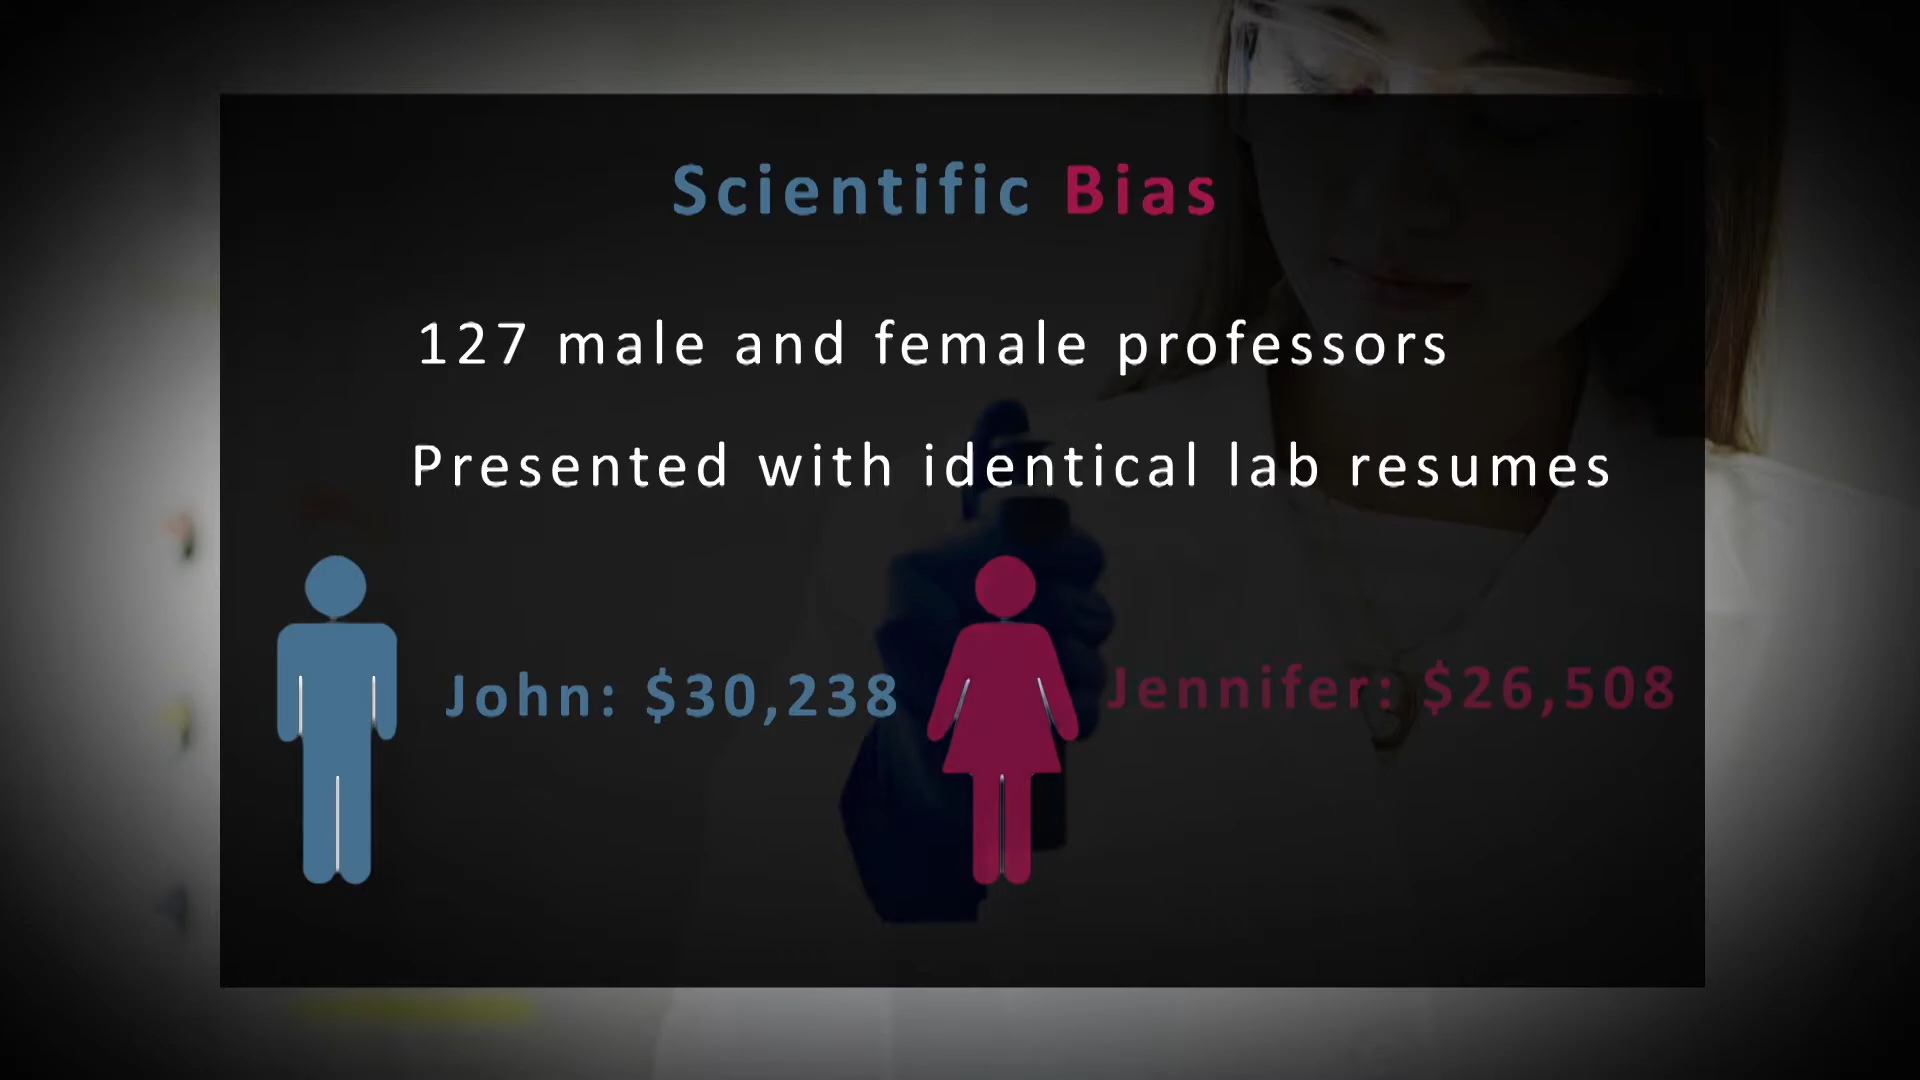 Scientific Bias
127 male and female professors
Presented with identical lab resumes
John: $30,238
Jennifer: $26,508